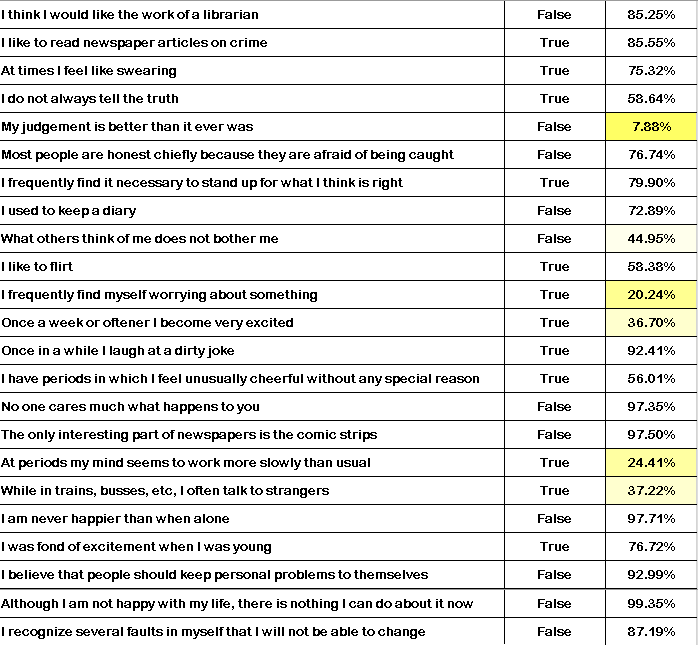 I think I would like the work of a librarian False 85.25%
I like to read newspaper articles on crime True 85.55%
At times I feel like swearing True 75.32%
I do not always tell the truth True 58.64%
My judgement is better than it ever was False 7.88%
Most people are honest chiefly because they are afraid of being caught False 76.74%
I frequently find it necessary to stand up for what I think is right True 79.90%
I used to keep a diary False 72.89%
What others think of me does not bother me False 44.95%
I like to flirt True 58.38%
I frequently find myself worrying about something True 20.24%
Once a week or oftener I become very excited True 36.70%
Once in a while I laugh at a dirty joke True 92.41%
I have periods in which I feel unusually cheerful without any special reason True 56.01%
No one cares much what happens to you False 97.35%
The only interesting part of newspapers is the comic strips False 97.50%
At periods my mind seems to work more slowly than usual True 24.41%
While in trains, busses, etc, I often talk to strangers True 37.22%
I am never happier than when alone False 97.71%
I was fond of excitement when I was young True 76.72%
I believe that people should keep personal problems to themselves False 92.99%
Although I am not happy with my life, there is nothing I can do about it now False 99.35%
I recognize several faults in myself that I will not be able to change False 87.19%